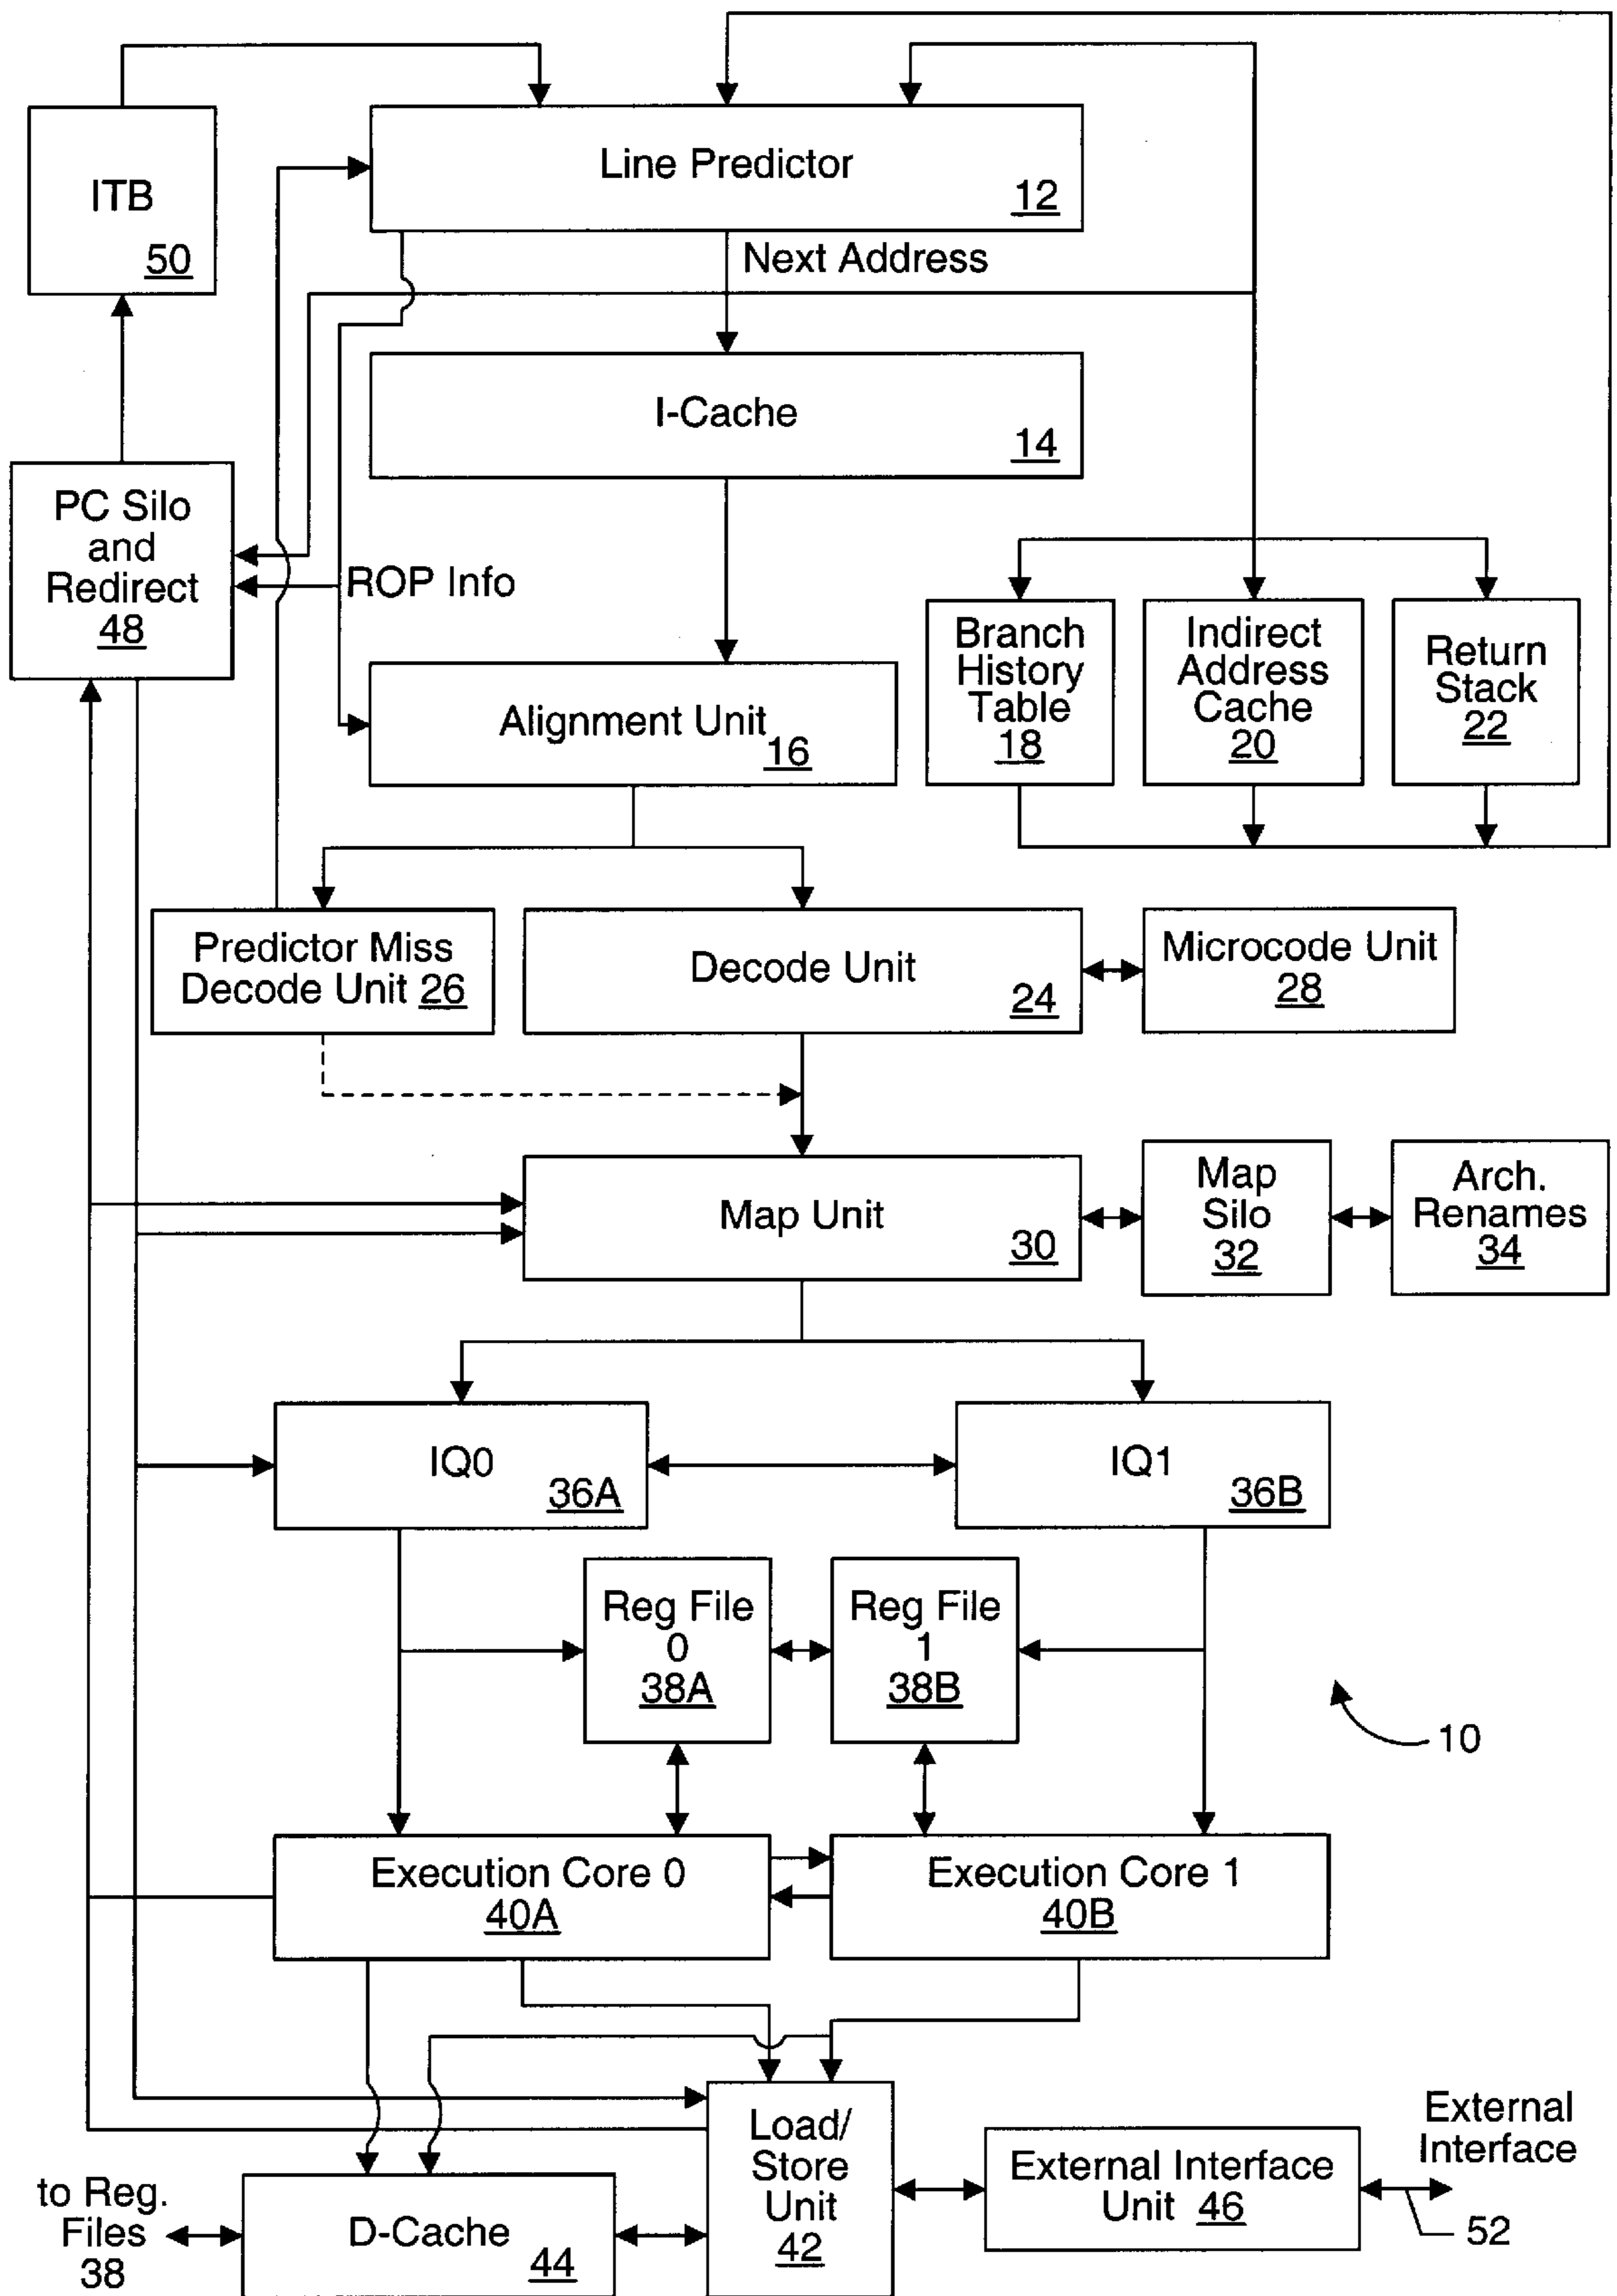 Line Predictor
12
ITB
50
Next Address
I-Cache
14
PC Silo
and
Redirect
48
ROP Info
Branch
History
Table
18
Indirect
Address
Cache
20
Return
Stack
22
Alignment Unit
16
Predictor Miss
Decode Unit 26
Decode Unit
24
Microcode Unit
28
Map Unit
30
Map
Silo
32
Arch.
Renames
34
IQ0
36A
IQ1
36B
Reg File
0
38A
Reg File
1
38B
10
Execution Core 0
40A
Execution Core 1
40B
Load/
Store
Unit
42
External Interface
Unit 46
External
Interface
52
to Reg.
Files
38
D-Cache
44